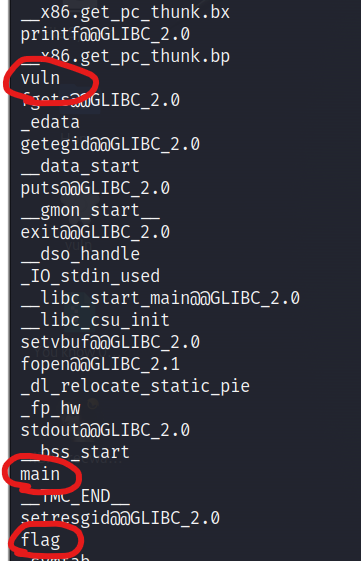 __x86.get_pc_thunk.bx
printf@@GLIBC_2.0
__x86.get_pc_thunk.bp
vuln
fgets@@GLIBC_2.0
_edata
getegid@@GLIBC_2.0
__data_start
puts@@GLIBC_2.0
__gmon_start__
exit@@GLIBC_2.0
__dso_handle
_IO_stdin_used
__libc_start_main@@GLIBC_2.0
__libc_csu_init
setvbuf@@GLIBC_2.0
fopen@@GLIBC_2.1
_dl_relocate_static_pie
_fp_hw
stdout@@GLIBC_2.0
__bss_start
main
__TMC_END__
setresgid@@GLIBC_2.0
flag